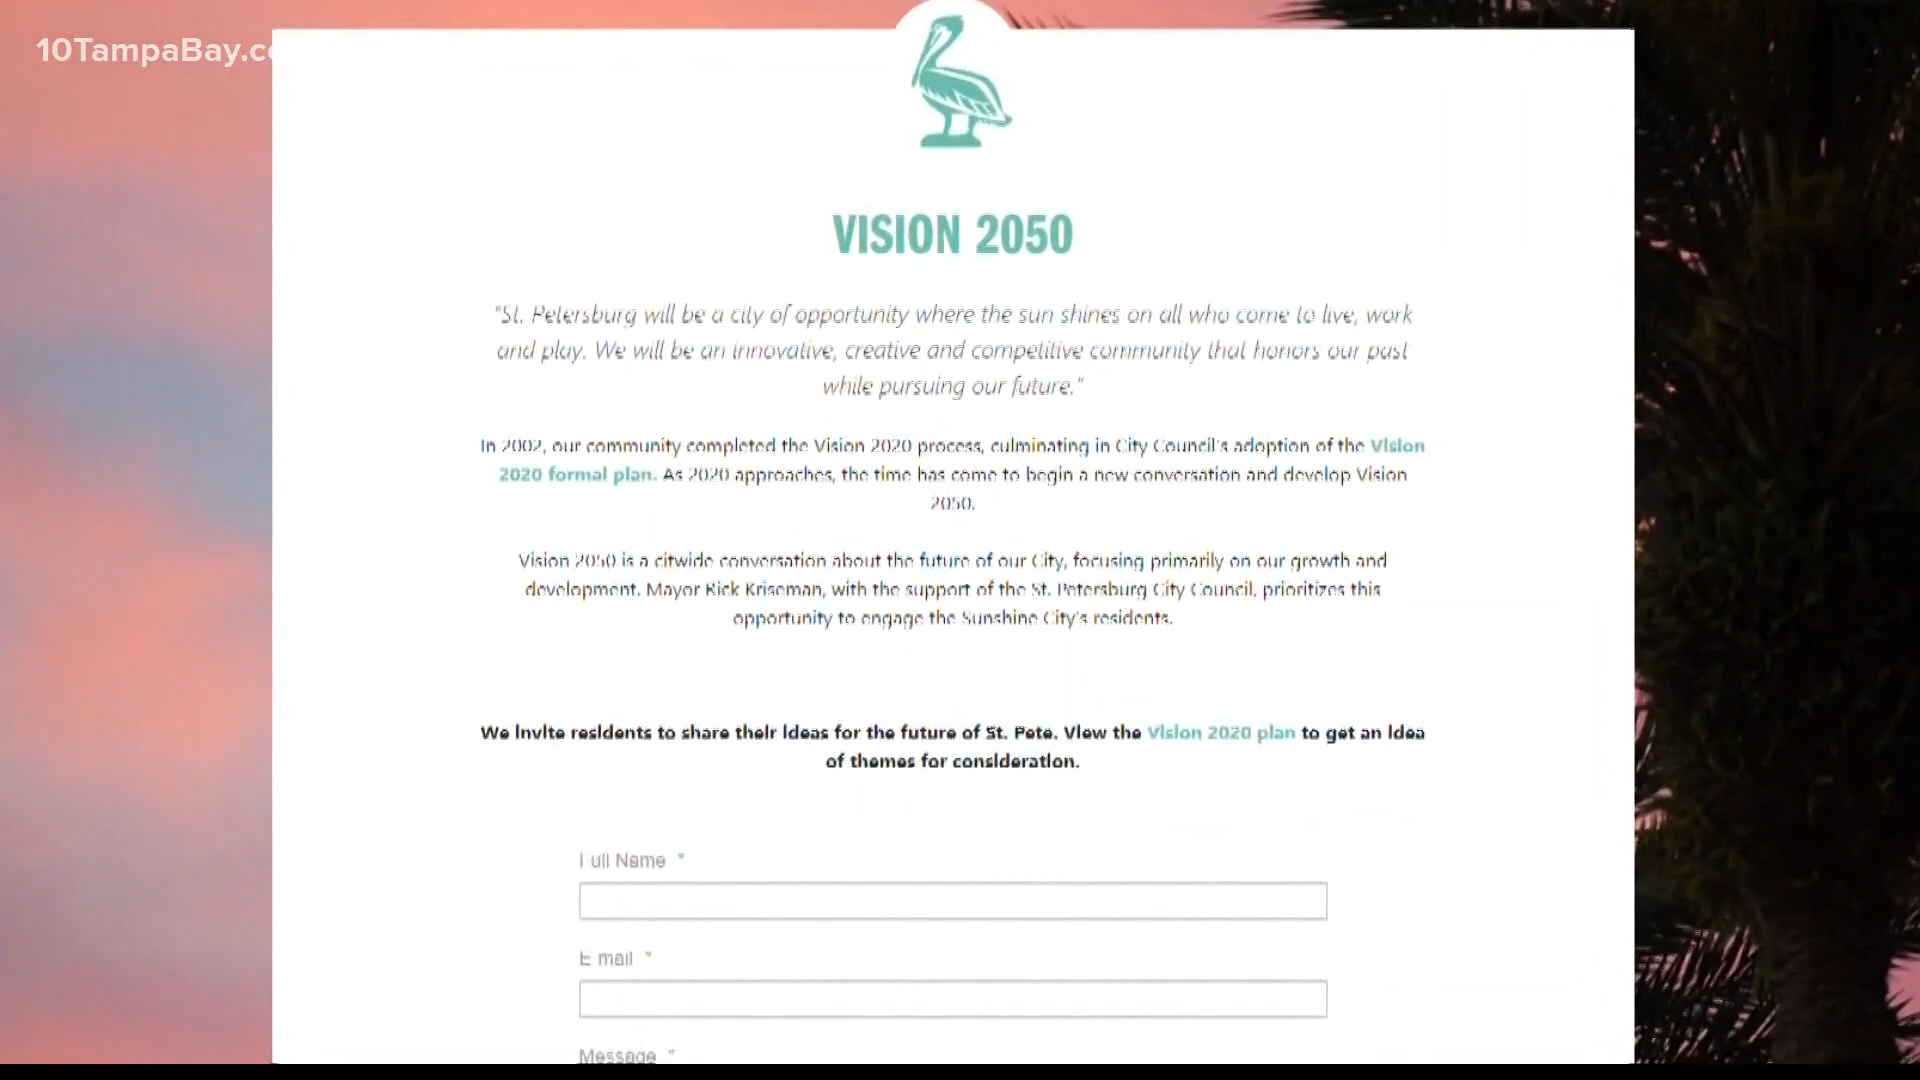 10TampaBay.co
VISION 2050
"St. Petersburg will be a city of opportunity where the sun shines on all who come to live, work
and play. We will be an innovative, creative and competitive community that honors our past
while pursuing our future."
In 2002, our community completed the Vision 2020 process, culminating in City Council's adoption of the Vision
2020 formal plan. As 2020 approaches, the time has come to begin a new conversation and develop Vision
2050.
Vision 2050 is a citwide conversation about the future of our City, focusing primarily on our growth and
development. Mayor Rick Kriseman, with the support of the St. Petersburg City Council, prioritizes this
opportunity to engage the Sunshine City's residents.
We invite residents to share their ideas for the future of St. Pete. View the Vision 2020 plan to get an idea
of themes for consideration.
Full Name *
E-mail *
Message *